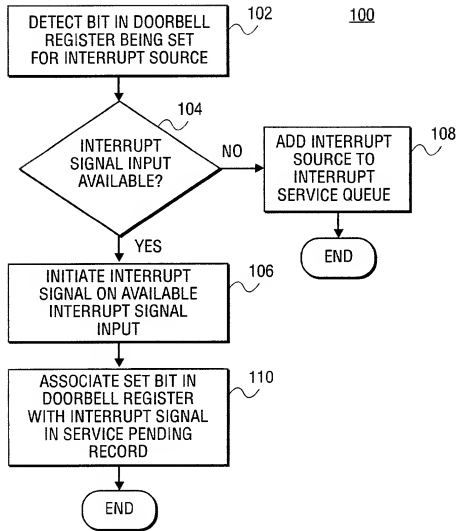 100
102
DETECT BIT IN DOORBELL
REGISTER BEING SET
FOR INTERRUPT SOURCE
104
INTERRUPT
SIGNAL INPUT
AVAILABLE?
NO
108
ADD INTERRUPT
SOURCE TO
INTERRUPT
SERVICE QUEUE
END
YES
106
INITIATE INTERRUPT
SIGNAL ON AVAILABLE
INTERRUPT SIGNAL
INPUT
110
ASSOCIATE SET BIT IN
DOORBELL REGISTER
WITH INTERRUPT SIGNAL
IN SERVICE PENDING
RECORD
END